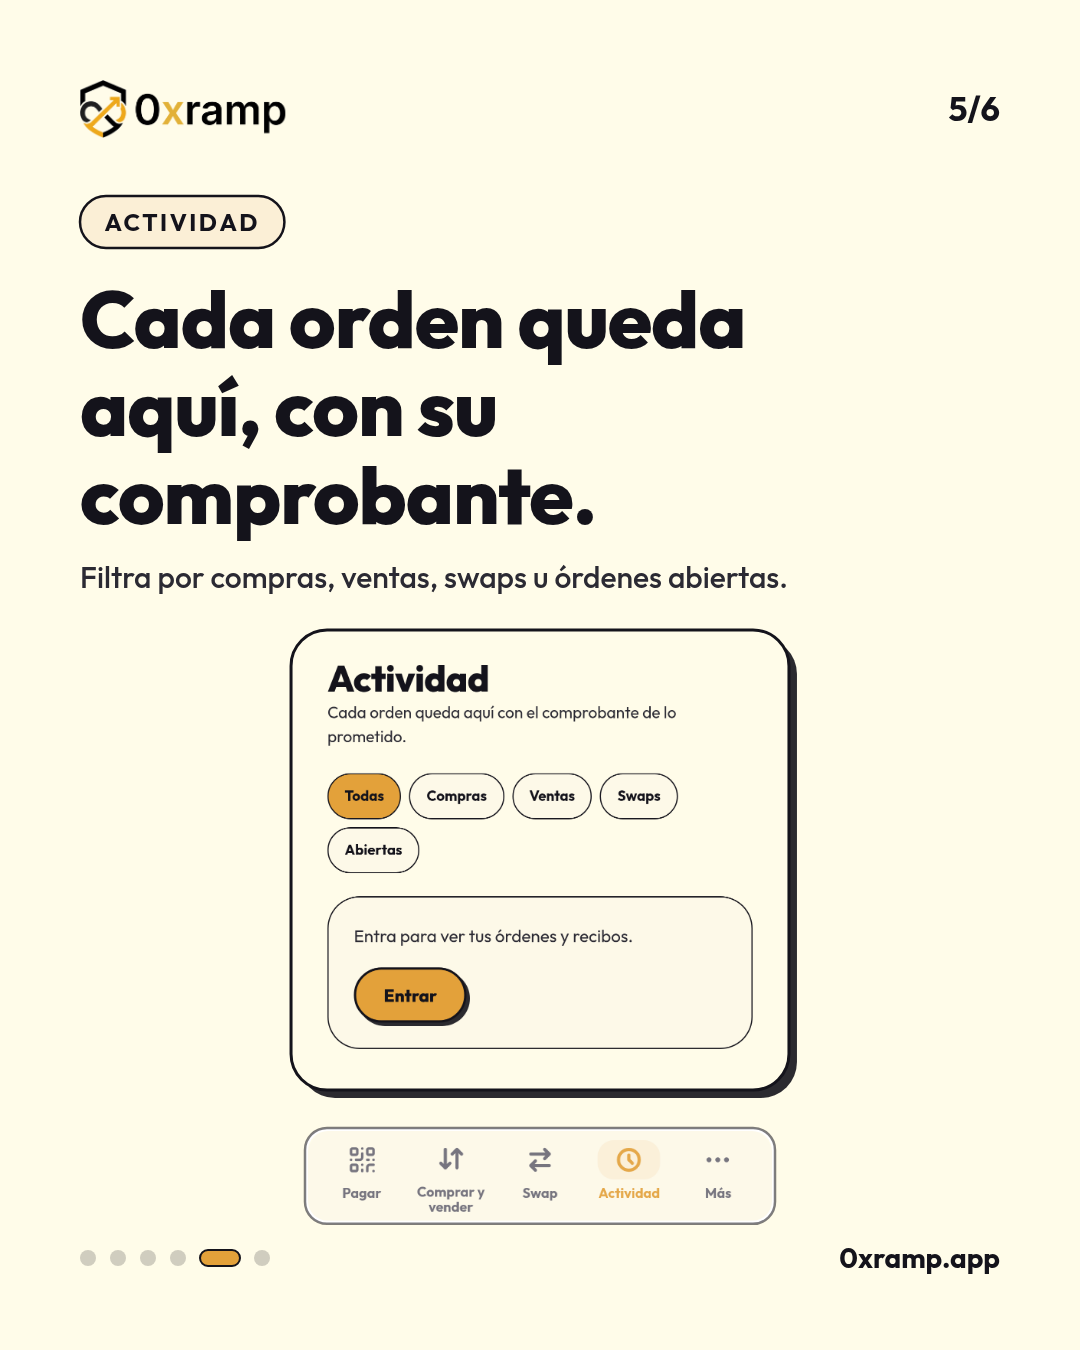 0xramp
5/6
ACTIVIDAD
Cada orden queda
aquí, con su
comprobante.
Filtra por compras, ventas, swaps u órdenes abiertas.
Actividad
Cada orden queda aquí con el comprobante de lo
prometido.
Todas
Compras
Ventas
Swaps
Abiertas
Entra para ver tus órdenes y recibos.
Entrar
Pagar
Comprar y
vender
Swap
Actividad
Más
0xramp.app